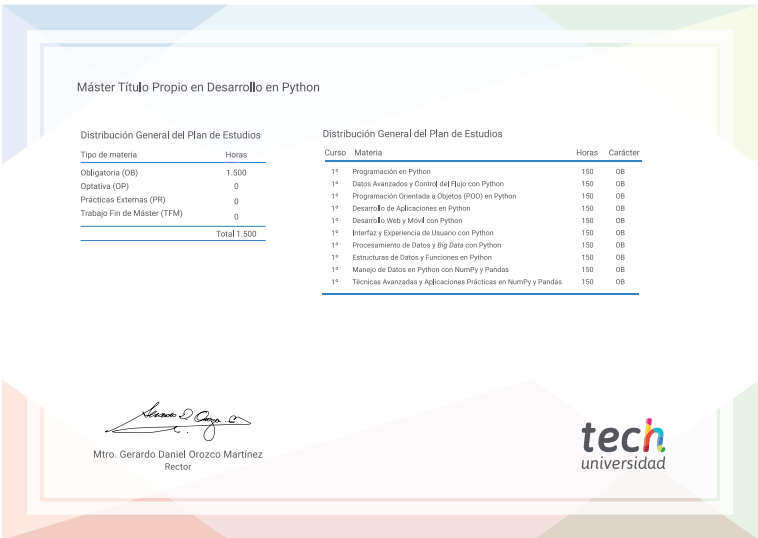 Máster Título Propio en Desarrollo en Python
Distribución General del Plan de Estudios
Tipo de materia Horas
Obligatoria (OB) 1.500
Optativa (OP) 0
Prácticas Externas (PR) 0
Trabajo Fin de Máster (TFM) 0
Total 1.500
Distribución General del Plan de Estudios
Curso Materia Horas Carácter
1º Programación en Python 150 OB
1º Datos Avanzados y Control del Flujo con Python 150 OB
1º Programación Orientada a Objetos (POO) en Python 150 OB
1º Desarrollo de Aplicaciones en Python 150 OB
1º Desarrollo Web y Móvil con Python 150 OB
1º Interfaz y Experiencia de Usuario con Python 150 OB
1º Procesamiento de Datos y Big Data con Python 150 OB
1º Estructuras de Datos y Funciones en Python 150 OB
1º Manejo de Datos en Python con NumPy y Pandas 150 OB
1º Técnicas Avanzadas y Aplicaciones Prácticas en NumPy y Pandas 150 OB
Mtro. Gerardo Daniel Orozco Martínez
Rector
tech
universidad